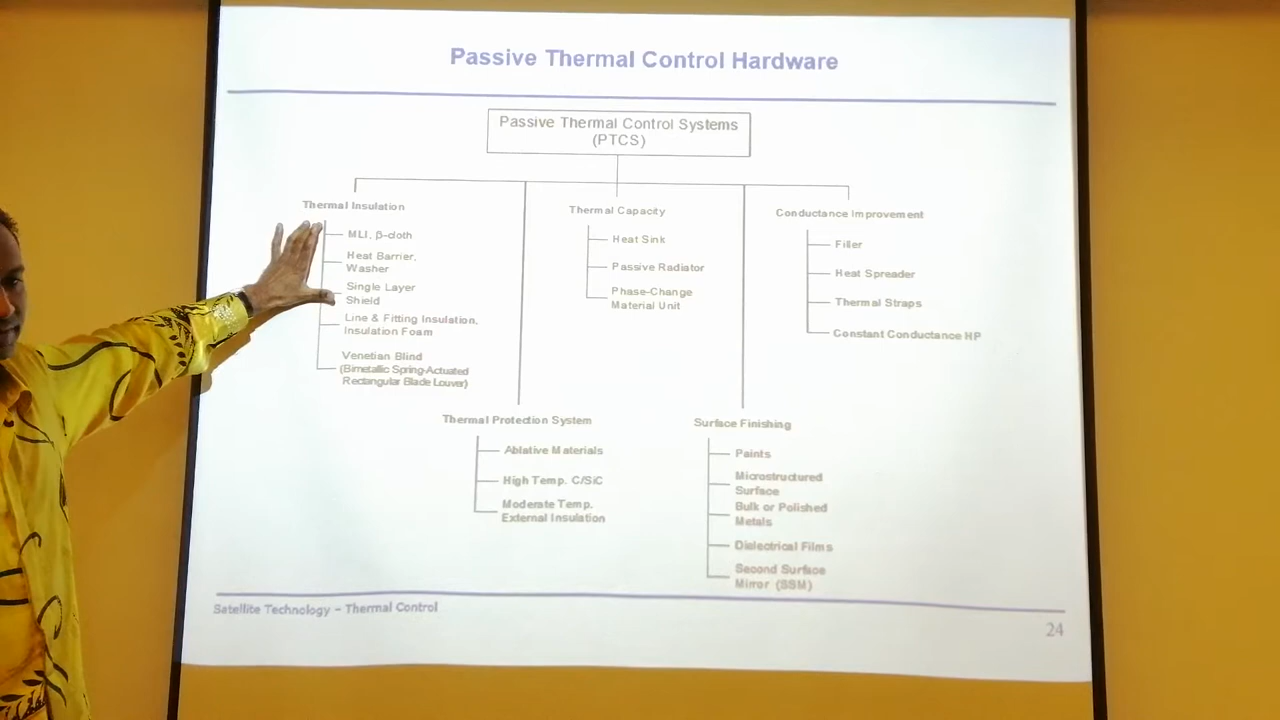 Passive Thermal Control Hardware
Passive Thermal Control Systems
(PTCS)
Thermal Insulation
MLI, β-cloth
Heat Barrier,
Washer
Single Layer
Shield
Line & Fitting Insulation,
Insulation Foam
Venetian Blind
(Bimetallic Spring-Actuated
Rectangular Blade Louver)
Thermal Capacity
Heat Sink
Passive Radiator
Phase-Change
Material Unit
Conductance Improvement
Filler
Heat Spreader
Thermal Straps
Constant Conductance HP
Thermal Protection System
Ablative Materials
High Temp. C/SiC
Moderate Temp.
External Insulation
Surface Finishing
Paints
Microstructured
Surface
Bulk or Polished
Metals
Dielectrical Films
Second Surface
Mirror (SSM)
Satellite Technology – Thermal Control
24